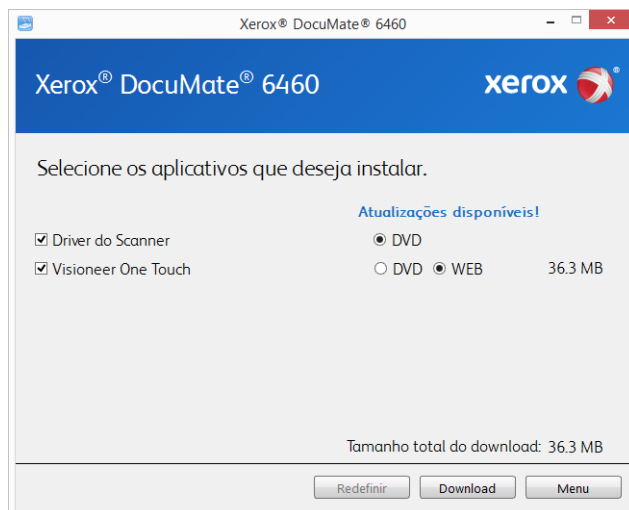 Xerox® DocuMate® 6460
Xerox® DocuMate® 6460 xerox ®
Selecione os aplicativos que deseja instalar.
Atualizações disponíveis!
Driver do Scanner DVD
Visioneer One Touch DVD WEB 36.3 MB
Tamanho total do download: 36.3 MB
Redefinir Download Menu